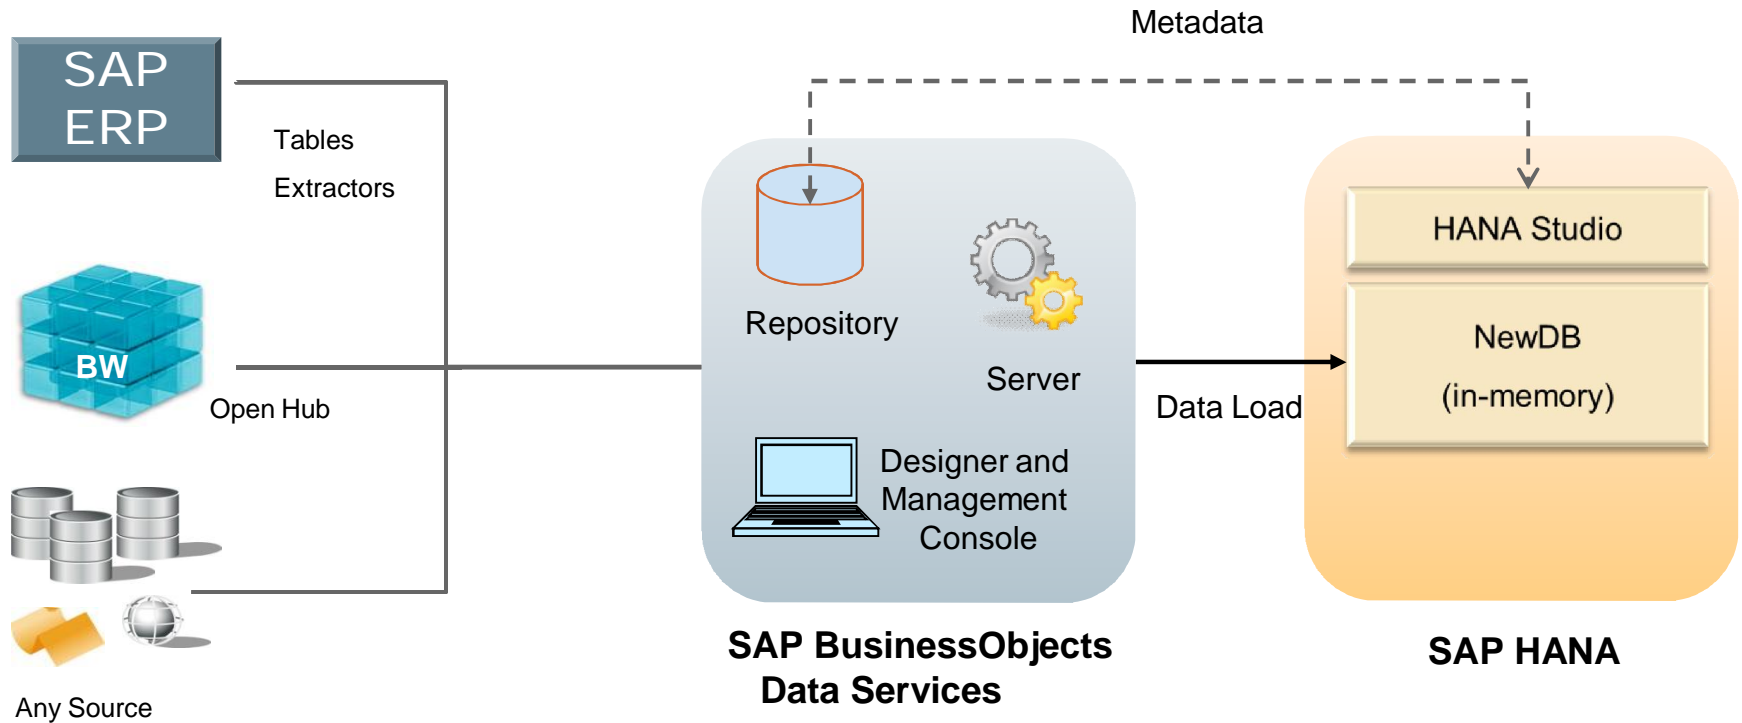 Metadata
SAP
ERP
Tables
Extractors
BW
Open Hub
Any Source
Repository
Server
Designer and
Management
Console
SAP BusinessObjects
Data Services
Data Load
HANA Studio
NewDB
(in-memory)
SAP HANA